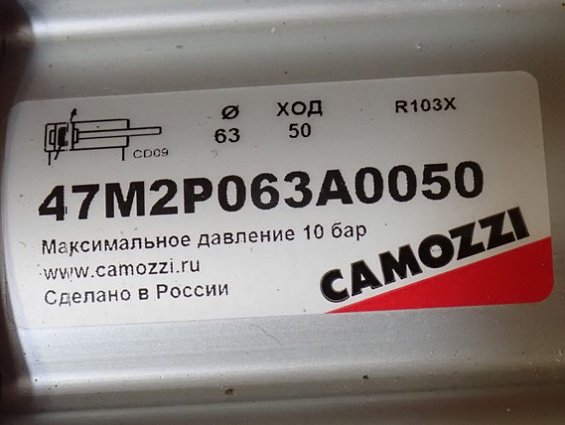 Ø ХОД R103X
63 50
CD09
47M2P063A0050
Максимальное давление 10 бар
www.camozzi.ru
Сделано в России
CAMOZZI